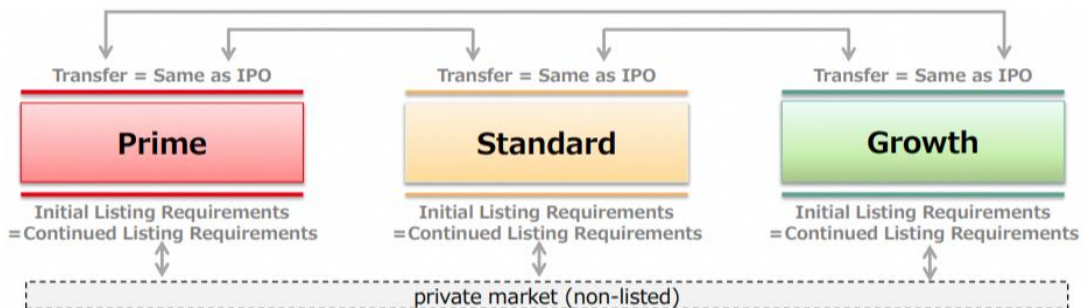 Transfer = Same as IPO
Transfer = Same as IPO
Transfer = Same as IPO
Prime
Standard
Growth
Initial Listing Requirements
=Continued Listing Requirements
Initial Listing Requirements
=Continued Listing Requirements
Initial Listing Requirements
=Continued Listing Requirements
private market (non-listed)